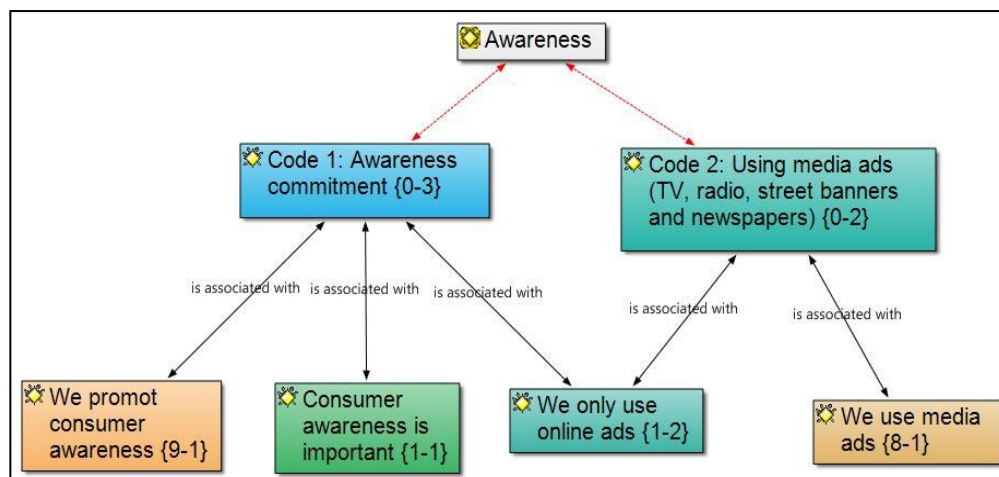 Awareness
Code 1: Awareness
commitment {0-3}
Code 2: Using media ads
(TV, radio, street banners
and newspapers) {0-2}
is associated with
is associated with
is associated with
is associated with
is associated with
We promot
consumer
awareness {9-1}
Consumer
awareness is
important {1-1}
We only use
online ads {1-2}
We use media
ads {8-1}